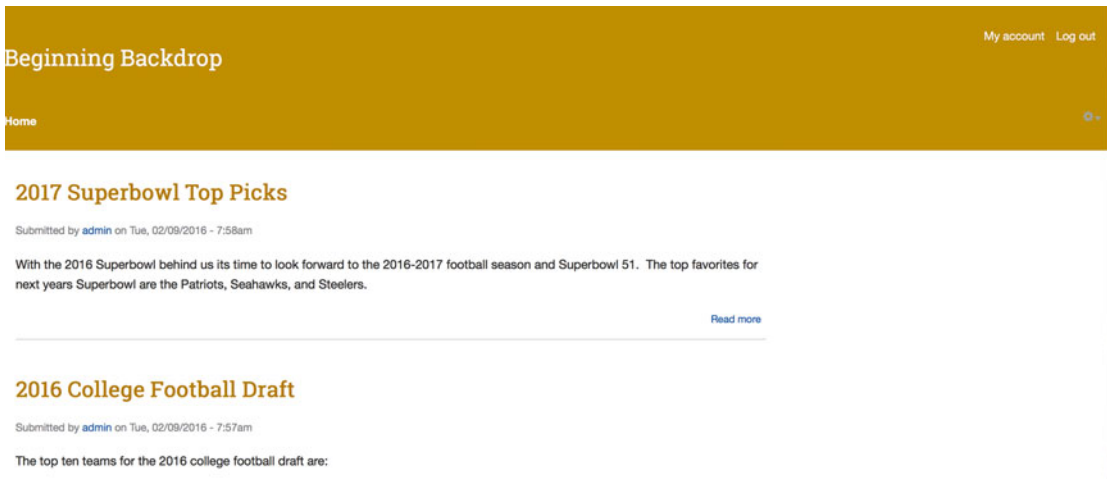 My account Log out
Beginning Backdrop
Home
2017 Superbowl Top Picks
Submitted by admin on Tue, 02/09/2016 - 7:58am
With the 2016 Superbowl behind us its time to look forward to the 2016-2017 football season and Superbowl 51. The top favorites for
next years Superbowl are the Patriots, Seahawks, and Steelers.
Read more
2016 College Football Draft
Submitted by admin on Tue, 02/09/2016 - 7:57am
The top ten teams for the 2016 college football draft are: